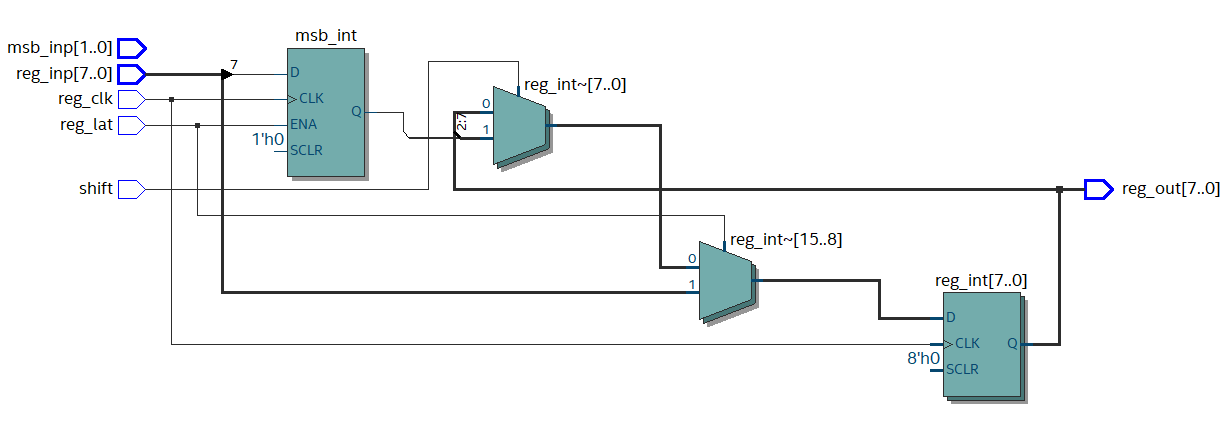 msb_int
msb_inp[1..0]
reg_inp[7..0]
7
D
reg_clk
CLK
Q
reg_lat
ENA
1'h0
SCLR
shift
reg_int~[7..0]
0
2:7
1
reg_out[7..0]
reg_int~[15..8]
0
1
reg_int[7..0]
D
CLK
Q
8'h0
SCLR